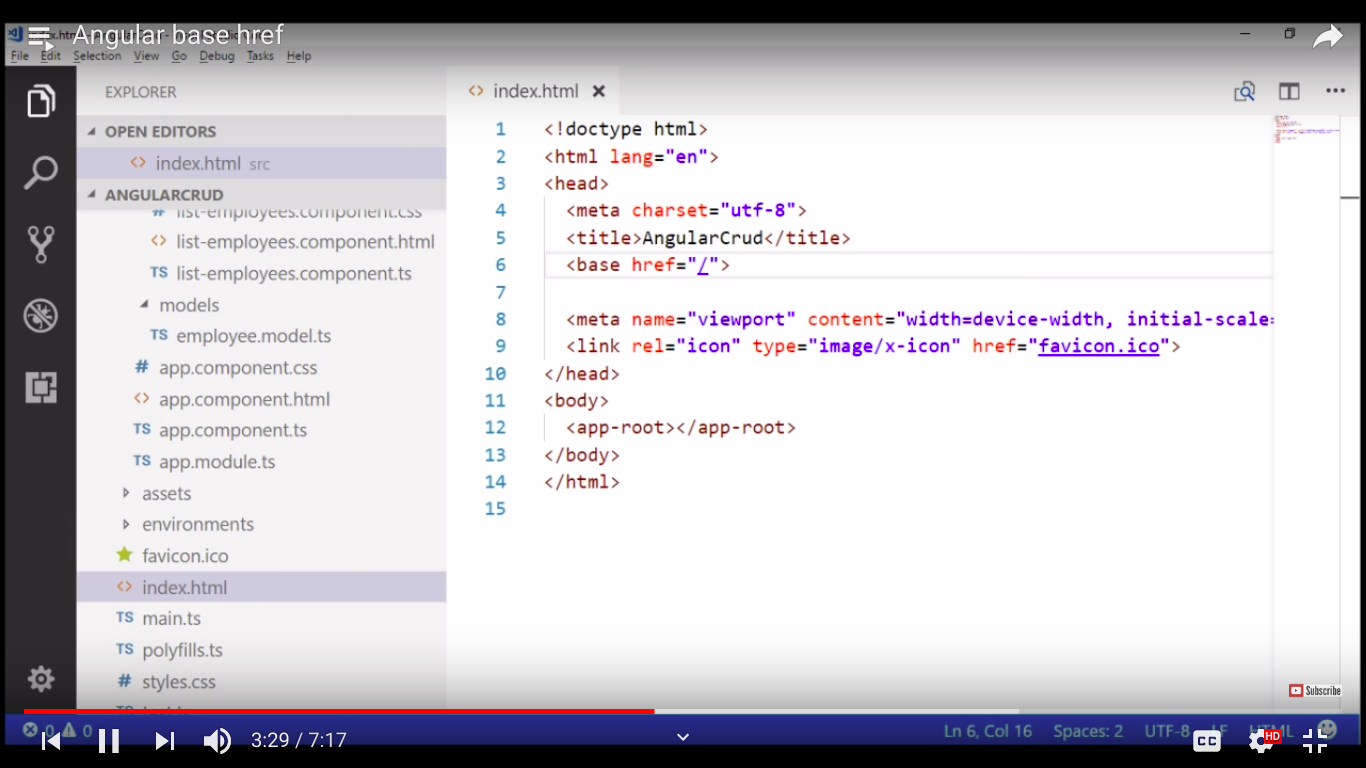 Angular base href
File Edit Selection View Go Debug Tasks Help
EXPLORER
OPEN EDITORS
index.html src
ANGULARCRUD
list-employees.component.css
list-employees.component.html
TS list-employees.component.ts
models
TS employee.model.ts
# app.component.css
app.component.html
TS app.component.ts
TS app.module.ts
assets
environments
favicon.ico
index.html
TS main.ts
TS polyfills.ts
# styles.css
index.html
1 <!doctype html>
2 <html lang="en">
3 <head>
4 <meta charset="utf-8">
5 <title>AngularCrud</title>
6 <base href="/">
7
8 <meta name="viewport" content="width=device-width, initial-scale=
9 <link rel="icon" type="image/x-icon" href="favicon.ico">
10 </head>
11 <body>
12 <app-root></app-root>
13 </body>
14 </html>
15
Subscribe
0 0
Ln 6, Col 16 Spaces: 2 UTF-8 LF HTML
3:29 / 7:17
CC HD